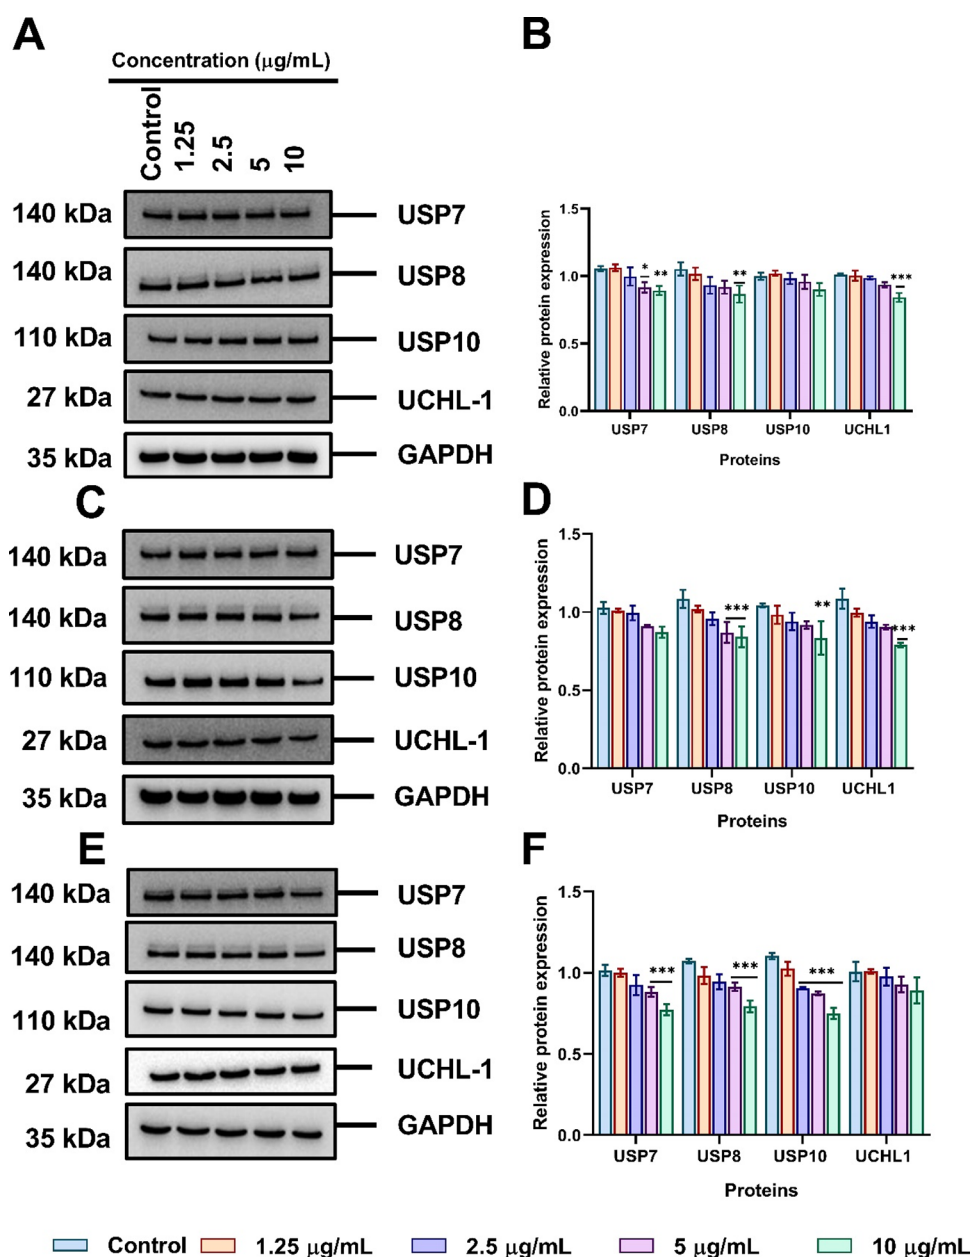 A
B
Concentration (μg/mL)
Control
1.25
2.5
5
10
140 kDa
USP7
140 kDa
USP8
110 kDa
USP10
27 kDa
UCHL-1
35 kDa
GAPDH
Relative protein expression
1.5
1.0
0.5
0.0
*
**
**
***
USP7
USP8
USP10
UCHL1
Proteins
C
D
140 kDa
USP7
140 kDa
USP8
110 kDa
USP10
27 kDa
UCHL-1
35 kDa
GAPDH
Relative protein expression
1.5
1.0
0.5
0.0
***
**
***
USP7
USP8
USP10
UCHL1
Proteins
E
F
140 kDa
USP7
140 kDa
USP8
110 kDa
USP10
27 kDa
UCHL-1
35 kDa
GAPDH
Relative protein expression
1.5
1.0
0.5
0.0
***
***
***
USP7
USP8
USP10
UCHL1
Proteins
Control
1.25 μg/mL
2.5 μg/mL
5 μg/mL
10 μg/mL